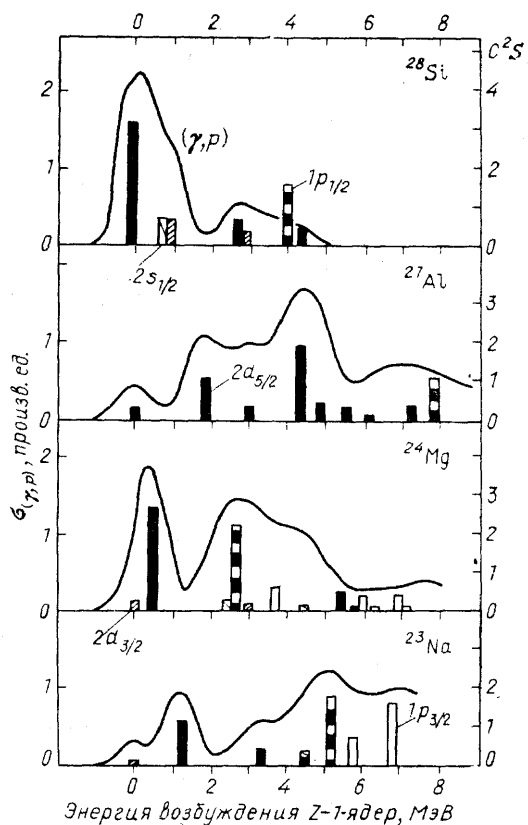 0 2 4 6 8
²⁸Si
C²S
2
4
(γ,p)
1p₁/₂
1
2
0
0
2s₁/₂
²⁷Al
3
1
2
2d₅/₂
1
0
0
σ(γ,p), произв. ед.
²⁴Mg
2
3
1
2
1
0
0
2d₃/₂
²³Na
1
2
1p₃/₂
1
0
0
0 2 4 6 8
Энергия возбуждения Z-1-ядер, МэВ